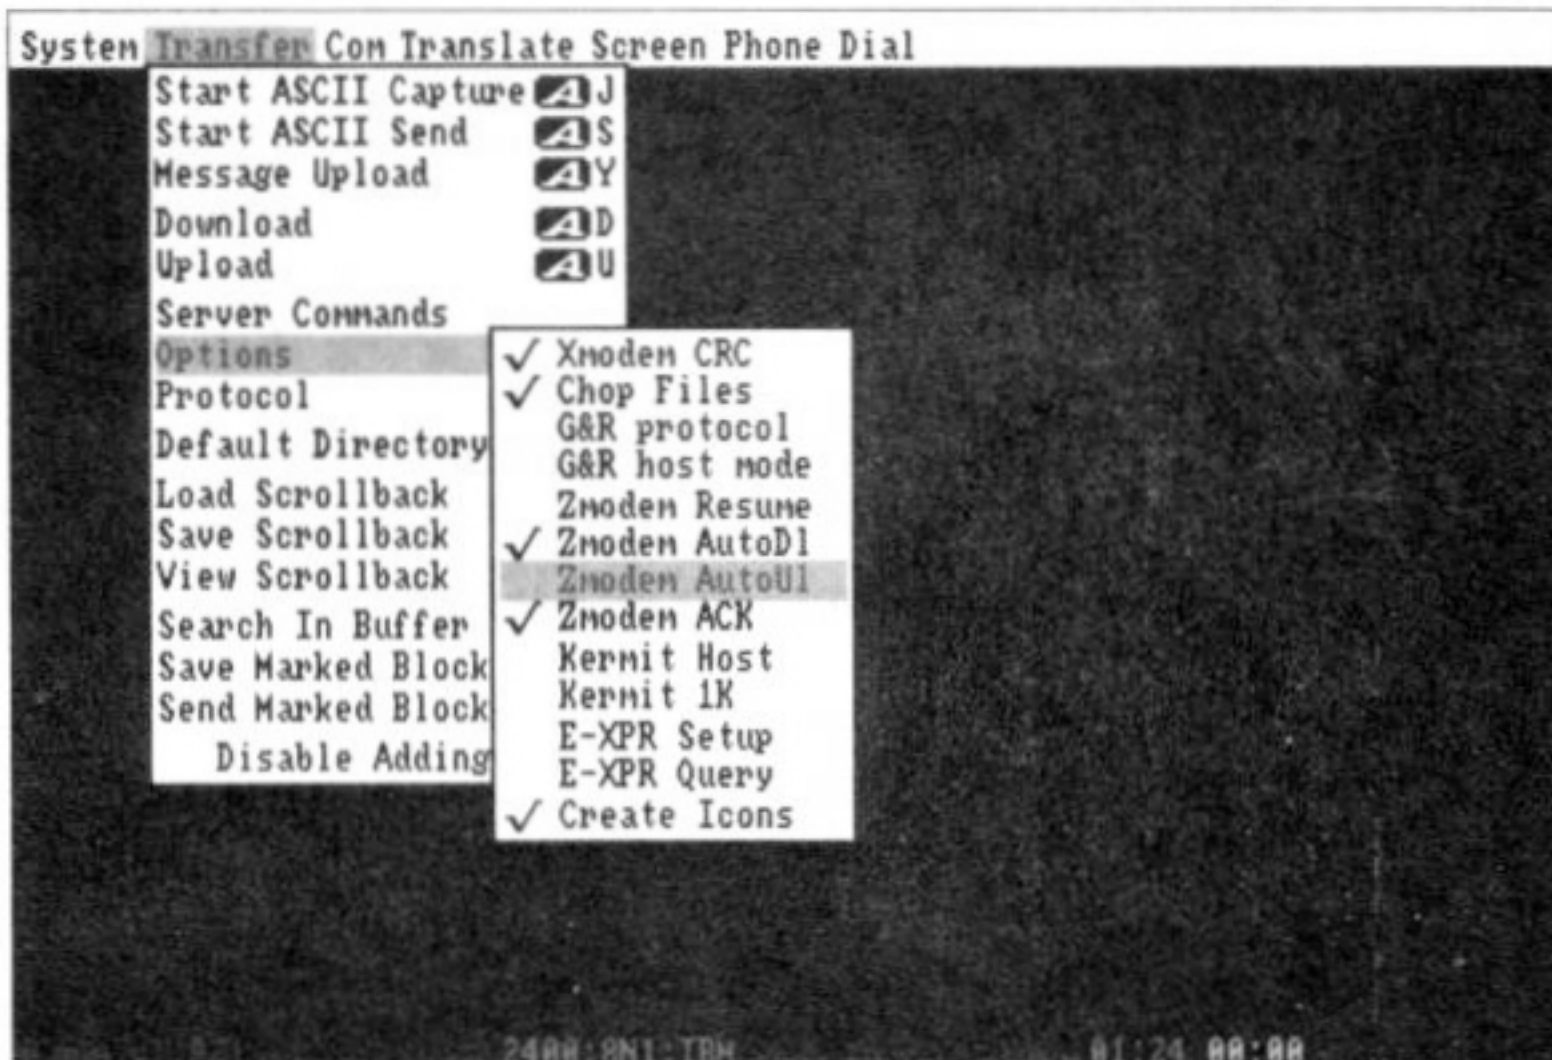 System Transfer Com Translate Screen Phone Dial
Start ASCII Capture A J
Start ASCII Send A S
Message Upload A Y
Download A D
Upload A U
Server Commands
Options
Protocol
Default Directory
Load Scrollback
Save Scrollback
View Scrollback
Search In Buffer
Save Marked Block
Send Marked Block
Disable Adding
✓ Xmodem CRC
✓ Chop Files
G&R protocol
G&R host mode
Zmodem Resume
✓ Zmodem AutoDl
Zmodem AutoUl
✓ Zmodem ACK
Kermit Host
Kermit 1K
E-XPR Setup
E-XPR Query
✓ Create Icons
2400:8N1:TBW 01:24 00:00